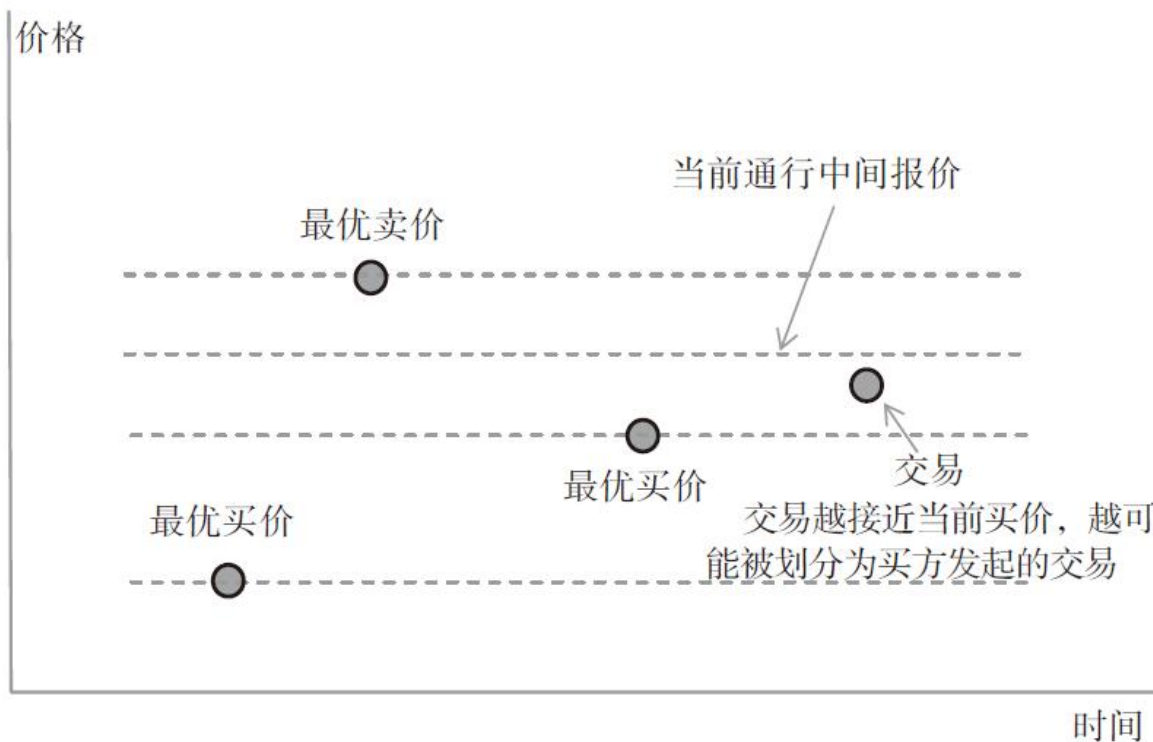 价格
当前通行中间报价
最优卖价
交易
最优买价
最优买价
交易越接近当前买价，越可
能被划分为买方发起的交易
时间